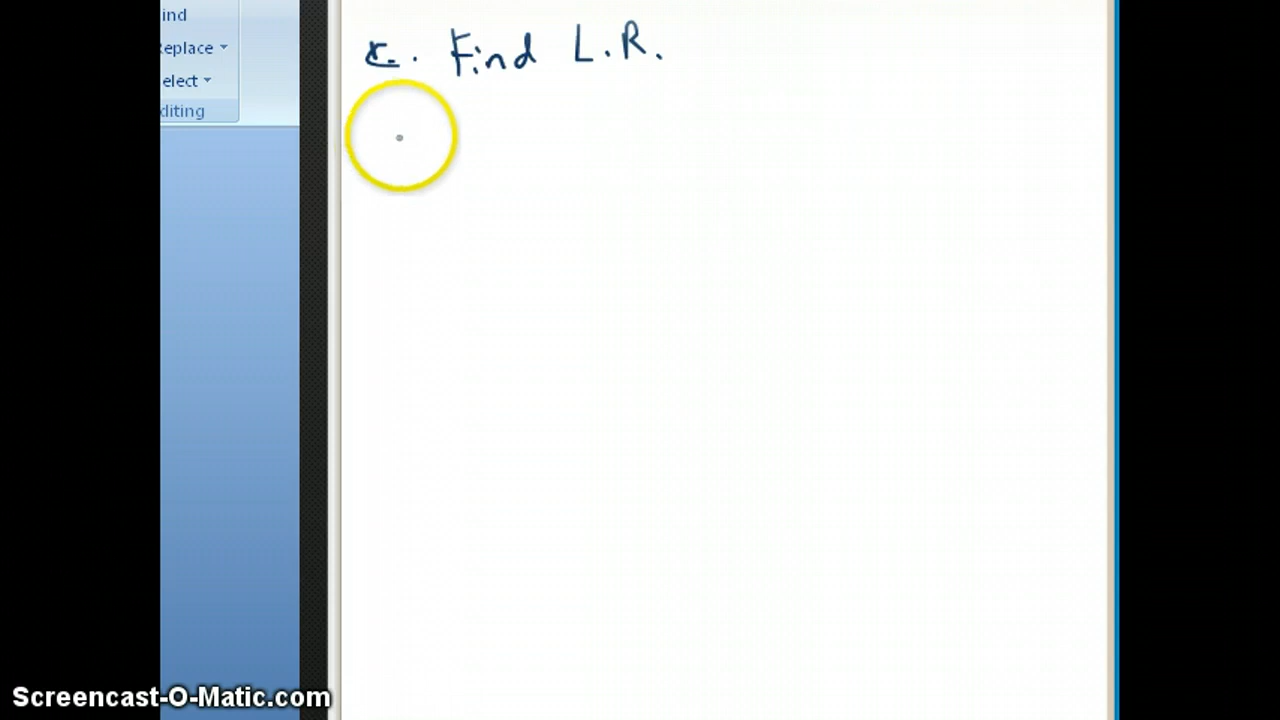 ind
eplace
elect
diting
c. Find L.R.
Screencast-O-Matic.com